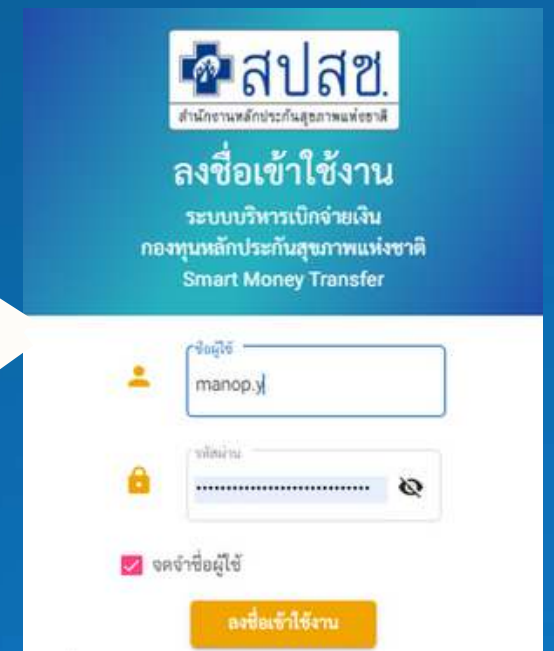 สปสช.
สำนักงานหลักประกันสุขภาพแห่งชาติ
ลงชื่อเข้าใช้งาน
ระบบบริหารเบิกจ่ายเงิน
กองทุนหลักประกันสุขภาพแห่งชาติ
Smart Money Transfer
ชื่อผู้ใช้
manop.y
รหัสผ่าน
จดจำชื่อผู้ใช้
ลงชื่อเข้าใช้งาน